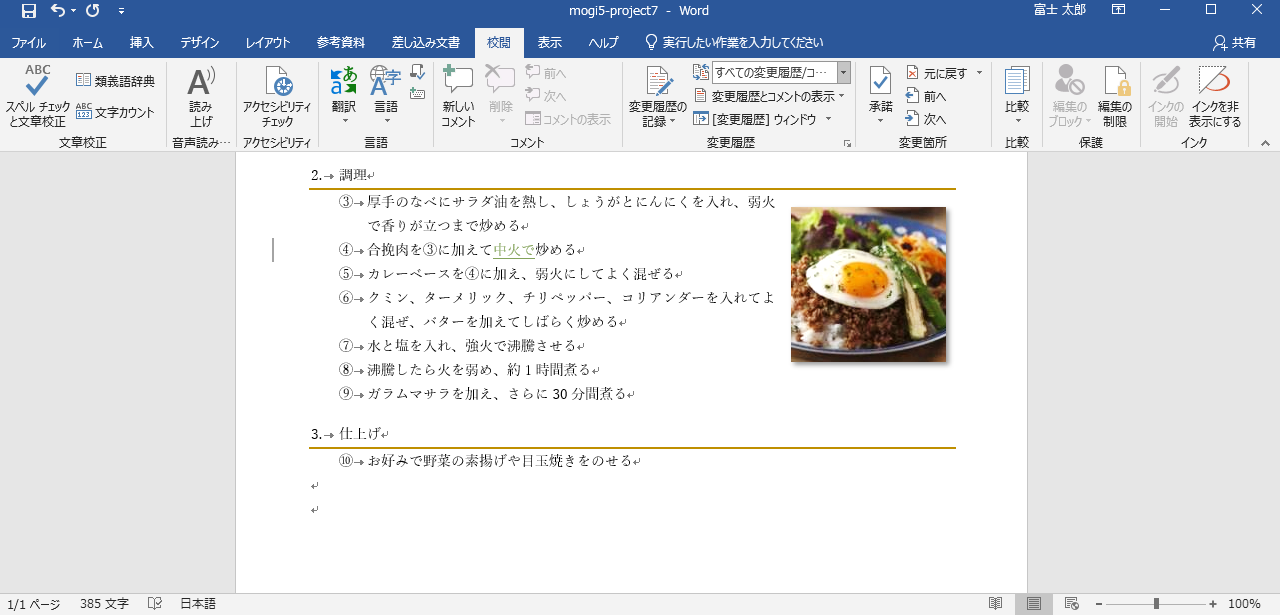 mogi5-project7 - Word
富士 太郎
ファイル ホーム 挿入 デザイン レイアウト 参考資料 差し込み文書 校閲 表示 ヘルプ 実行したい作業を入力してください 共有
ABC
スペル チェック
と文章校正
類義語辞典
ABC
123
文字カウント
文章校正
A
読み
上げ
音声読み…
アクセシビリティ
チェック
アクセシビリティ
あ
a
翻訳
A字
言語
言語
新しい
コメント
削除
前へ
次へ
コメントの表示
コメント
変更履歴の
記録
すべての変更履歴/コ…
変更履歴とコメントの表示
[変更履歴] ウィンドウ
変更履歴
承諾
元に戻す
前へ
次へ
変更箇所
比較
比較
編集の
ブロック
編集の
制限
保護
インクの
開始
インクを非
表示にする
インク
2. 調理
③ 厚手のなべにサラダ油を熱し、しょうがとにんにくを入れ、弱火
で香りが立つまで炒める
④ 合挽肉を③に加えて中火で炒める
⑤ カレーベースを④に加え、弱火にしてよく混ぜる
⑥ クミン、ターメリック、チリペッパー、コリアンダーを入れてよ
く混ぜ、バターを加えてしばらく炒める
⑦ 水と塩を入れ、強火で沸騰させる
⑧ 沸騰したら火を弱め、約 1 時間煮る
⑨ ガラムマサラを加え、さらに 30 分間煮る
3. 仕上げ
⑩ お好みで野菜の素揚げや目玉焼きをのせる
1/1 ページ 385 文字 日本語 100%